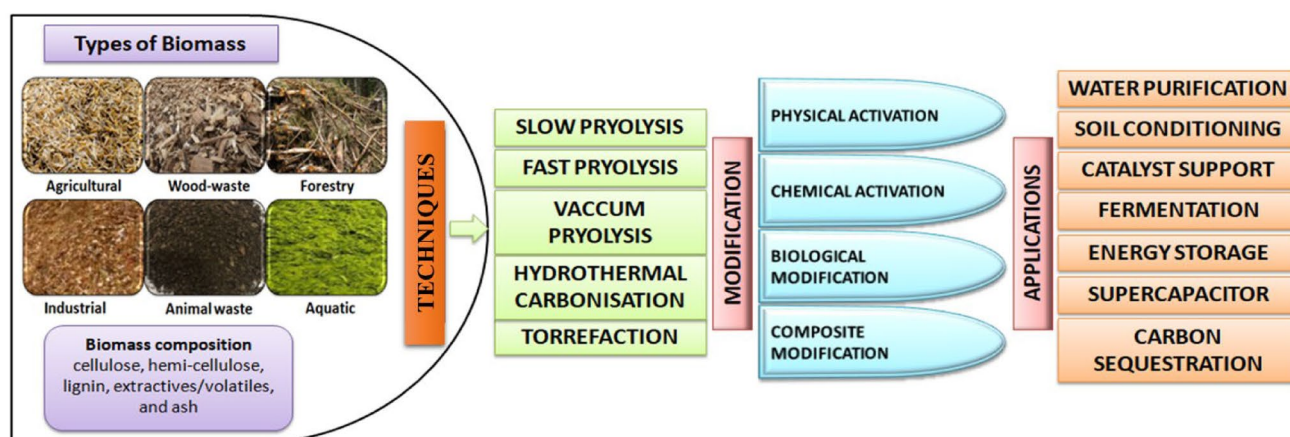 Types of Biomass
Agricultural
Wood-waste
Forestry
Industrial
Animal waste
Aquatic
Biomass composition
cellulose, hemi-cellulose,
lignin, extractives/volatiles,
and ash
TECHNIQUES
SLOW PRYOLYSIS
FAST PRYOLYSIS
VACCUM
PRYOLYSIS
HYDROTHERMAL
CARBONISATION
TORREFACTION
MODIFICATION
PHYSICAL ACTIVATION
CHEMICAL ACTIVATION
BIOLOGICAL
MODIFICATION
COMPOSITE
MODIFICATION
APPLICATIONS
WATER PURIFICATION
SOIL CONDITIONING
CATALYST SUPPORT
FERMENTATION
ENERGY STORAGE
SUPERCAPACITOR
CARBON
SEQUESTRATION